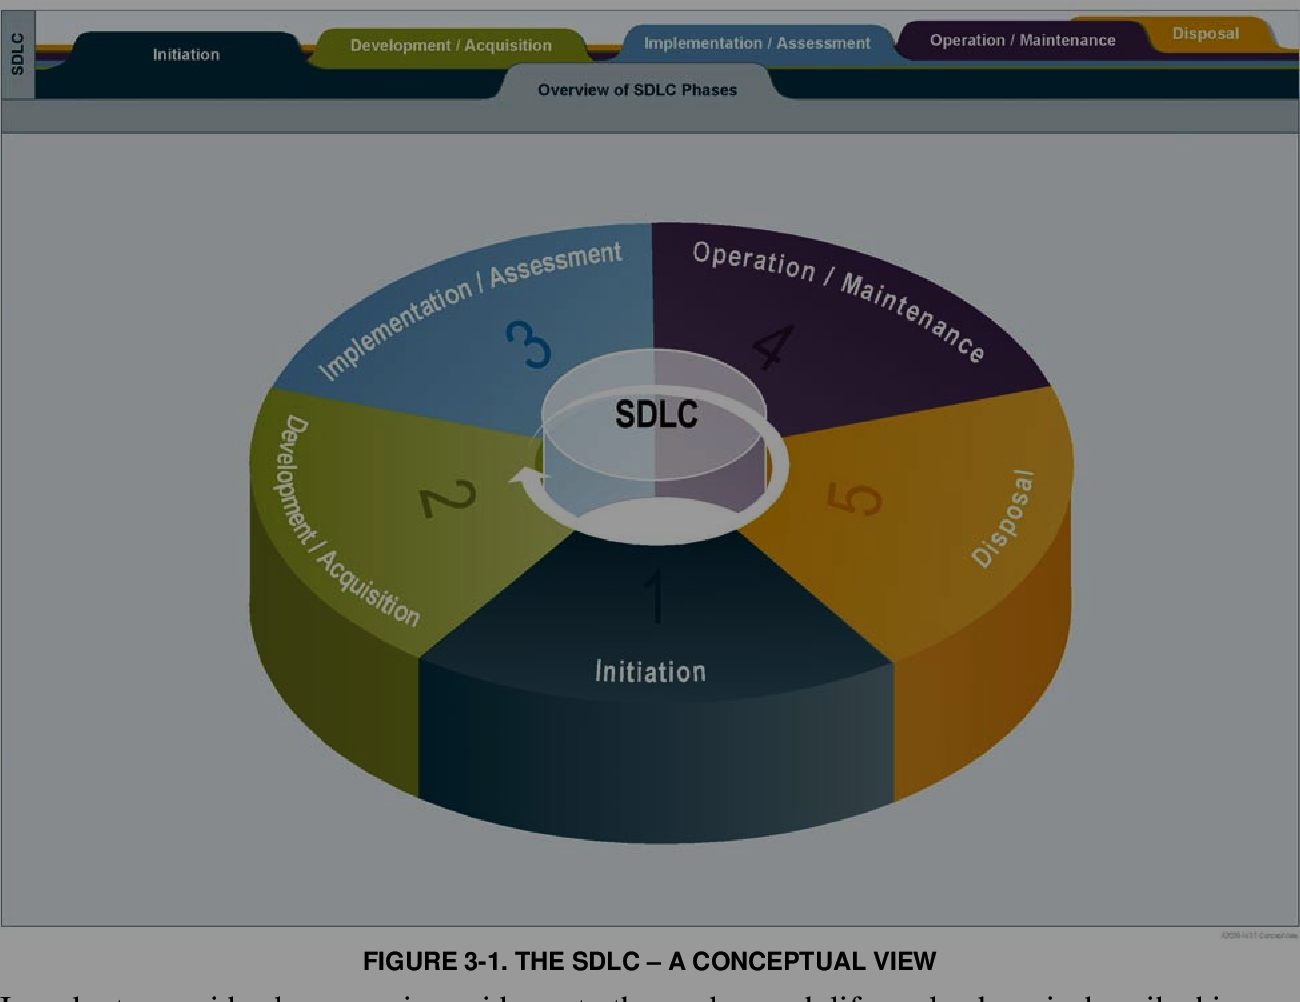 SDLC
Initiation
Development / Acquisition
Implementation / Assessment
Operation / Maintenance
Disposal
Overview of SDLC Phases
Implementation / Assessment
3
Operation / Maintenance
4
SDLC
Development / Acquisition
2
5
Disposal
1
Initiation
FIGURE 3-1. THE SDLC – A CONCEPTUAL VIEW